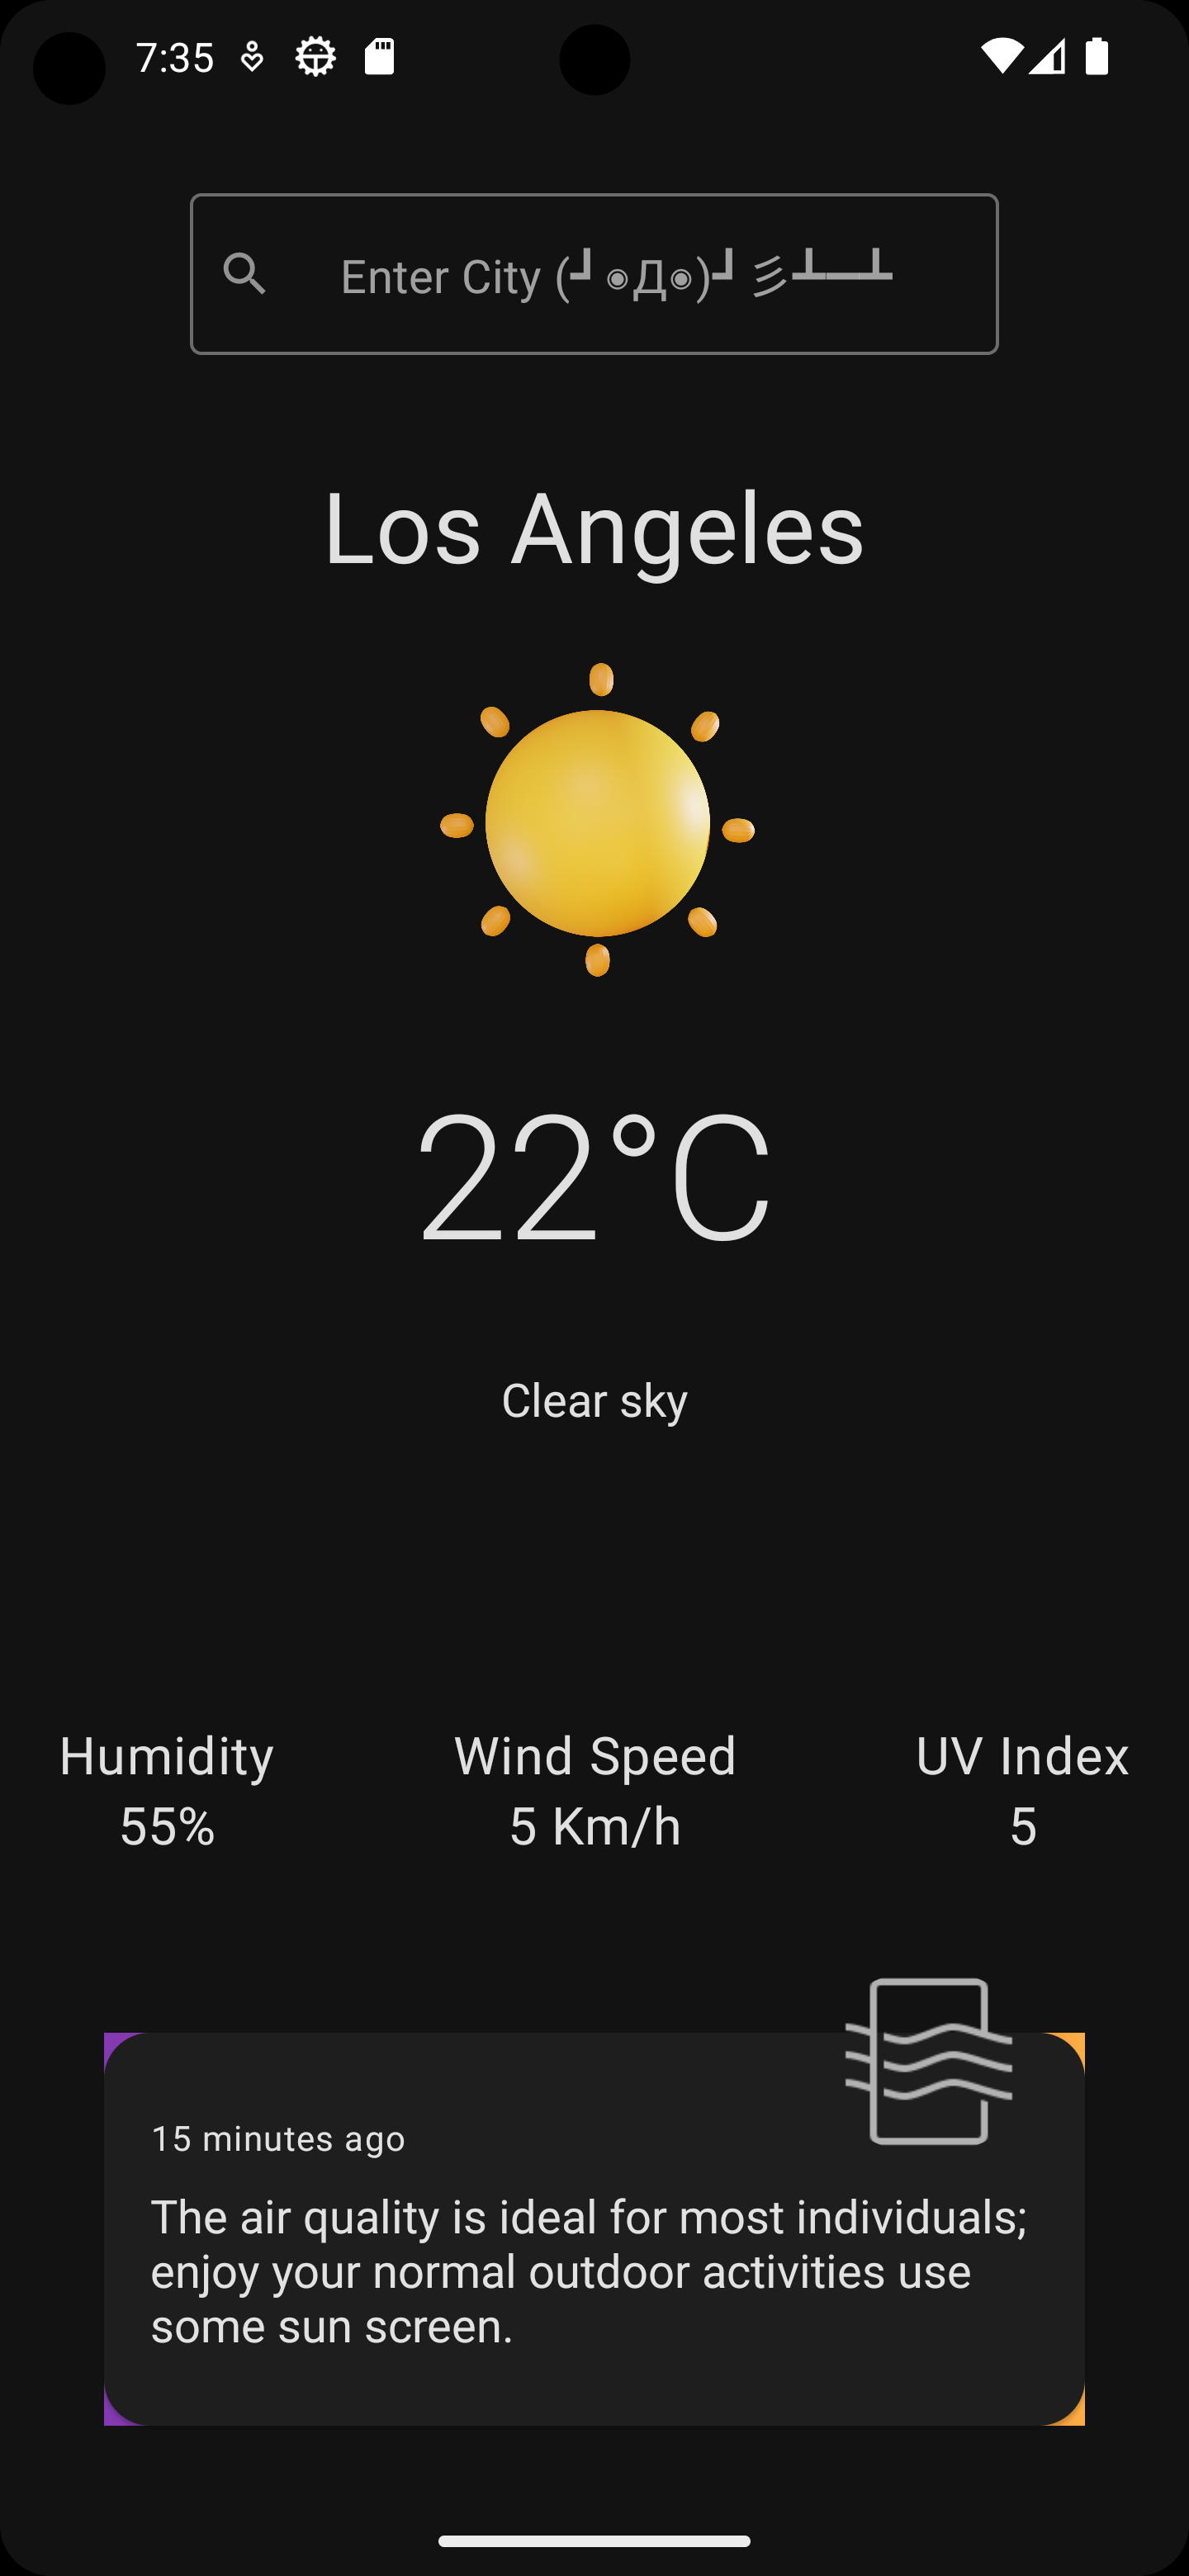 7:35
Enter City (┛◉Д◉)┛彡┻━┻
Los Angeles
22°C
Clear sky
Humidity Wind Speed UV Index
55% 5 Km/h 5
15 minutes ago
The air quality is ideal for most individuals;
enjoy your normal outdoor activities use
some sun screen.